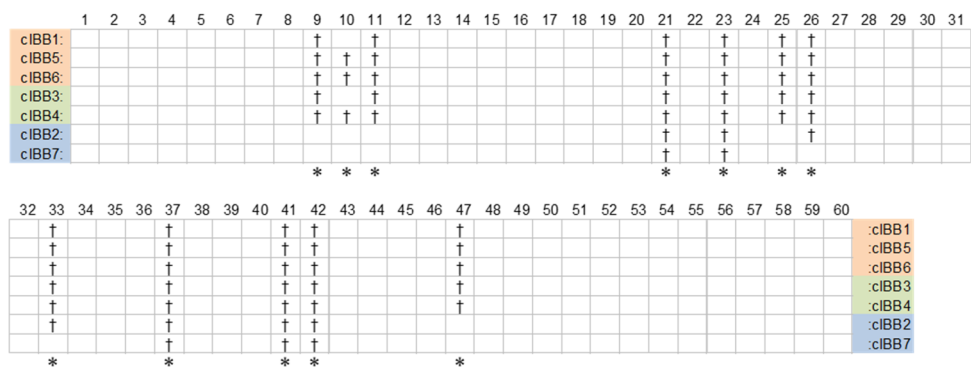 1 2 3 4 5 6 7 8 9 10 11 12 13 14 15 16 17 18 19 20 21 22 23 24 25 26 27 28 29 30 31
cIBB1: † † † † † †
cIBB5: † † † † † † †
cIBB6: † † † † † † †
cIBB3: † † † † † †
cIBB4: † † † † † † †
cIBB2: † † †
cIBB7: † †
* * * * * * *
32 33 34 35 36 37 38 39 40 41 42 43 44 45 46 47 48 49 50 51 52 53 54 55 56 57 58 59 60
† † † † † :cIBB1
† † † † † :cIBB5
† † † † † :cIBB6
† † † † † :cIBB3
† † † † † :cIBB4
† † † † :cIBB2
† † † :cIBB7
* * * * *